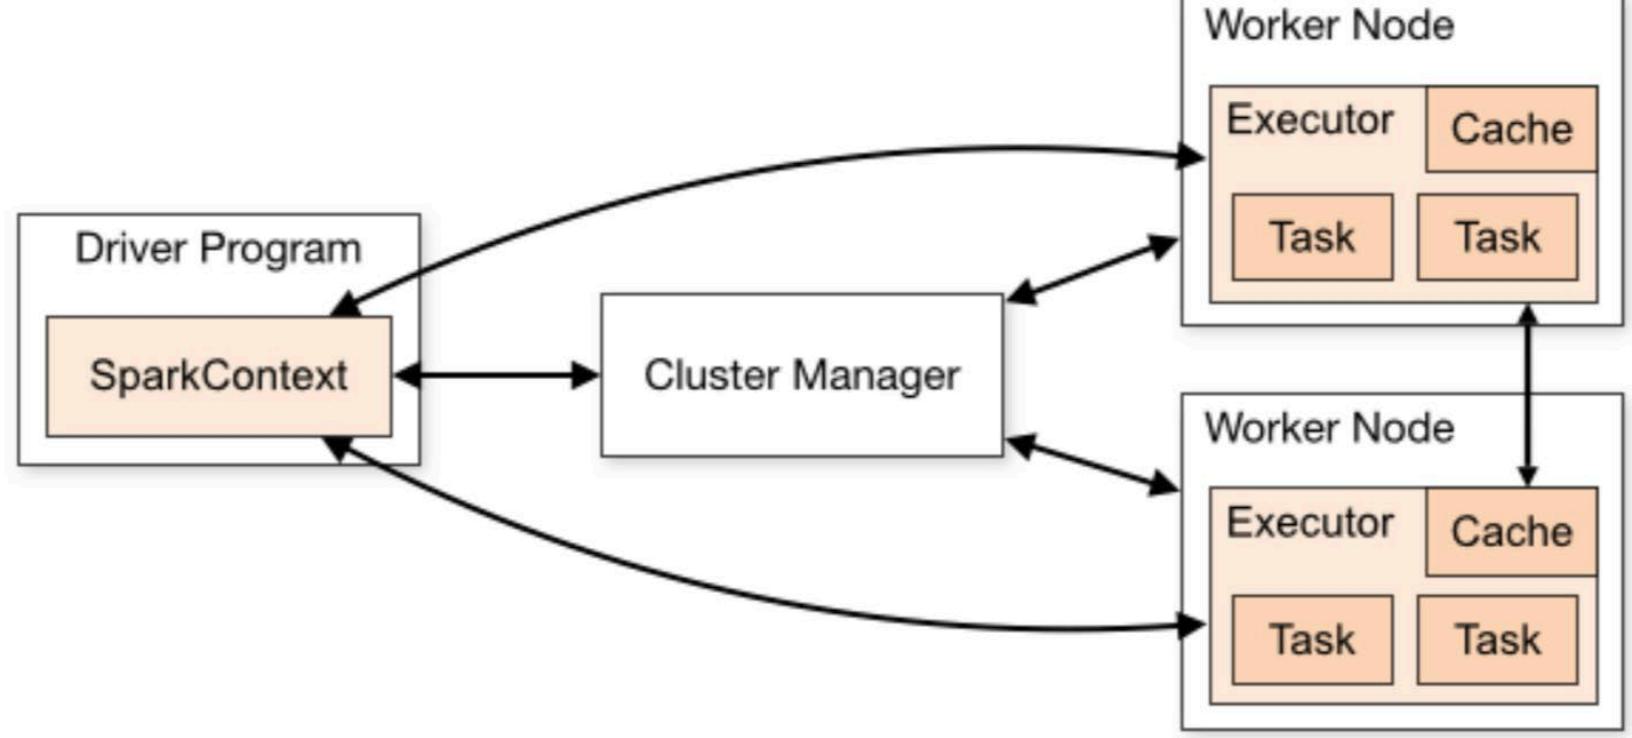 Driver Program
SparkContext
Cluster Manager
Worker Node
Executor
Cache
Task
Task
Worker Node
Executor
Cache
Task
Task